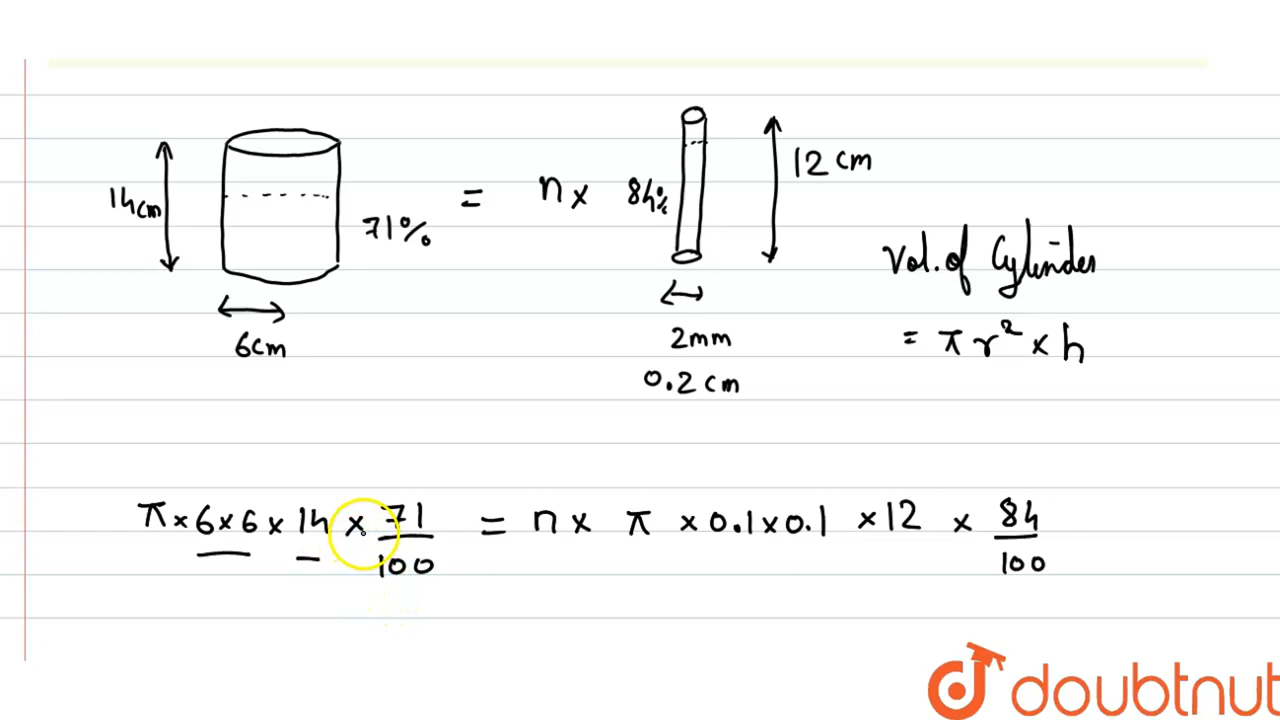 14cm
71%
6cm
=
n ×
84%
12 cm
2mm
0.2 cm
Vol. of Cylinder
= π r² × h
π × 6 × 6 × 14 × 71/100 = n × π × 0.1 × 0.1 × 12 × 84/100
doubtnut